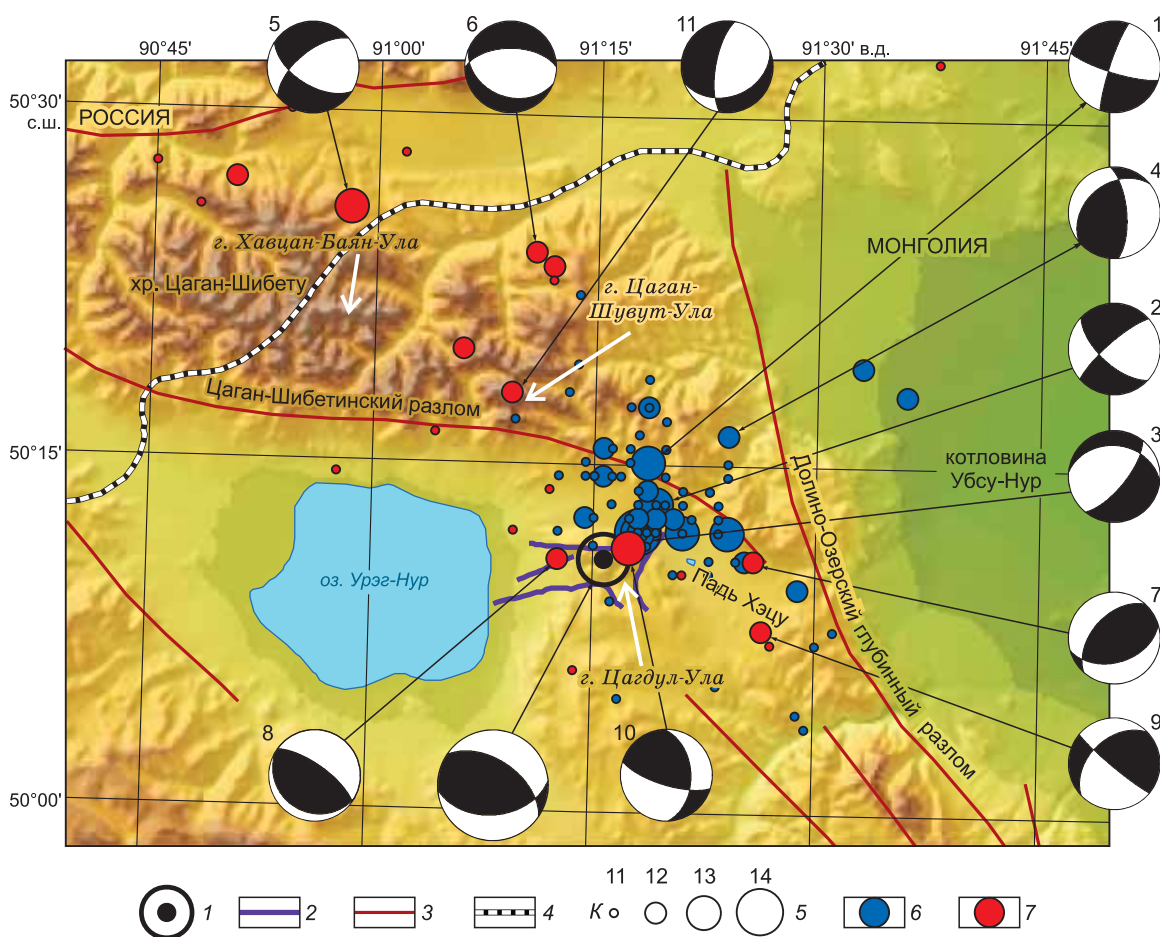 5
6
11
1
90°45'
91°00'
91°15'
91°30' в.д.
91°45'
50°30'
с.ш.
РОССИЯ
4
г. Хавцан-Баян-Ула
МОНГОЛИЯ
хр. Цаган-Шибету
г. Цаган-
Шувут-Ула
2
Цаган-Шибетинский разлом
50°15'
3
котловина
Убсу-Нур
Долино-Озерский глубинный разлом
оз. Урэг-Нур
Падь Хэцу
7
г. Цагдул-Ула
8
10
9
50°00'
11
12
13
14
1
2
3
4
К
5
6
7